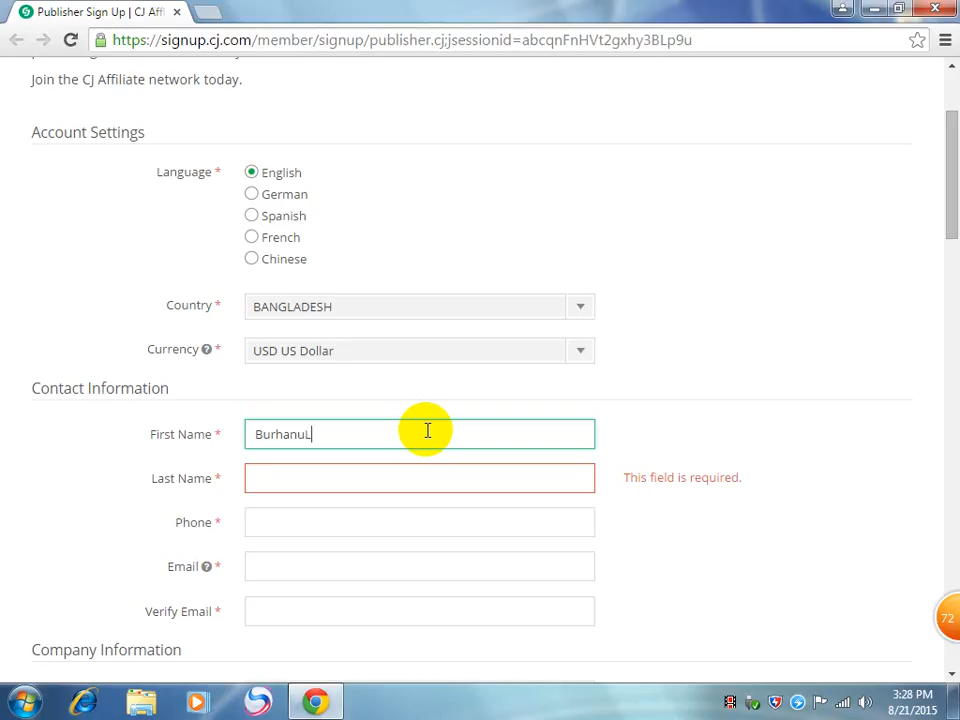 Publisher Sign Up | CJ Affi
https://signup.cj.com/member/signup/publisher.cj;jsessionid=abcqnFnHVt2gxhy3BLp9u
Join the CJ Affiliate network today.
Account Settings
Language *
English
German
Spanish
French
Chinese
Country * BANGLADESH
Currency ? * USD US Dollar
Contact Information
First Name * BurhanuL
Last Name * This field is required.
Phone *
Email ? *
Verify Email *
72
Company Information
3:28 PM
8/21/2015